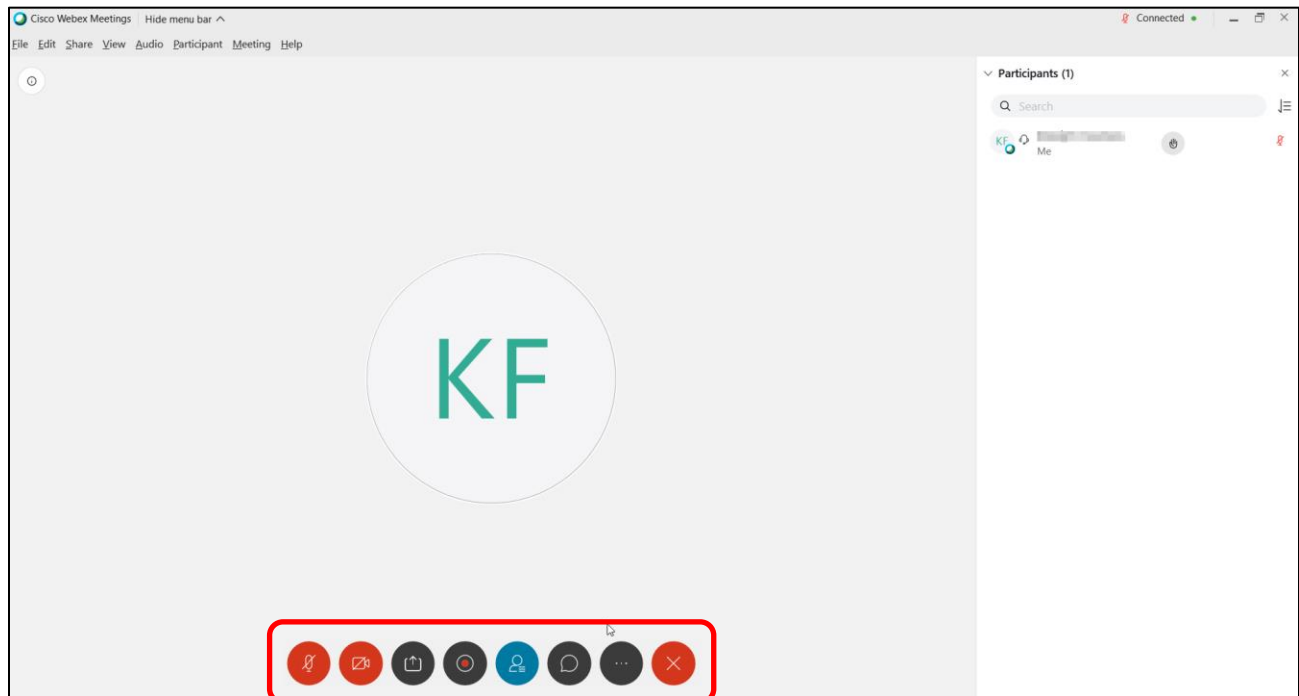 Cisco Webex Meetings Hide menu bar
Connected
File Edit Share View Audio Participant Meeting Help
Participants (1)
Search
KF
Me
KF